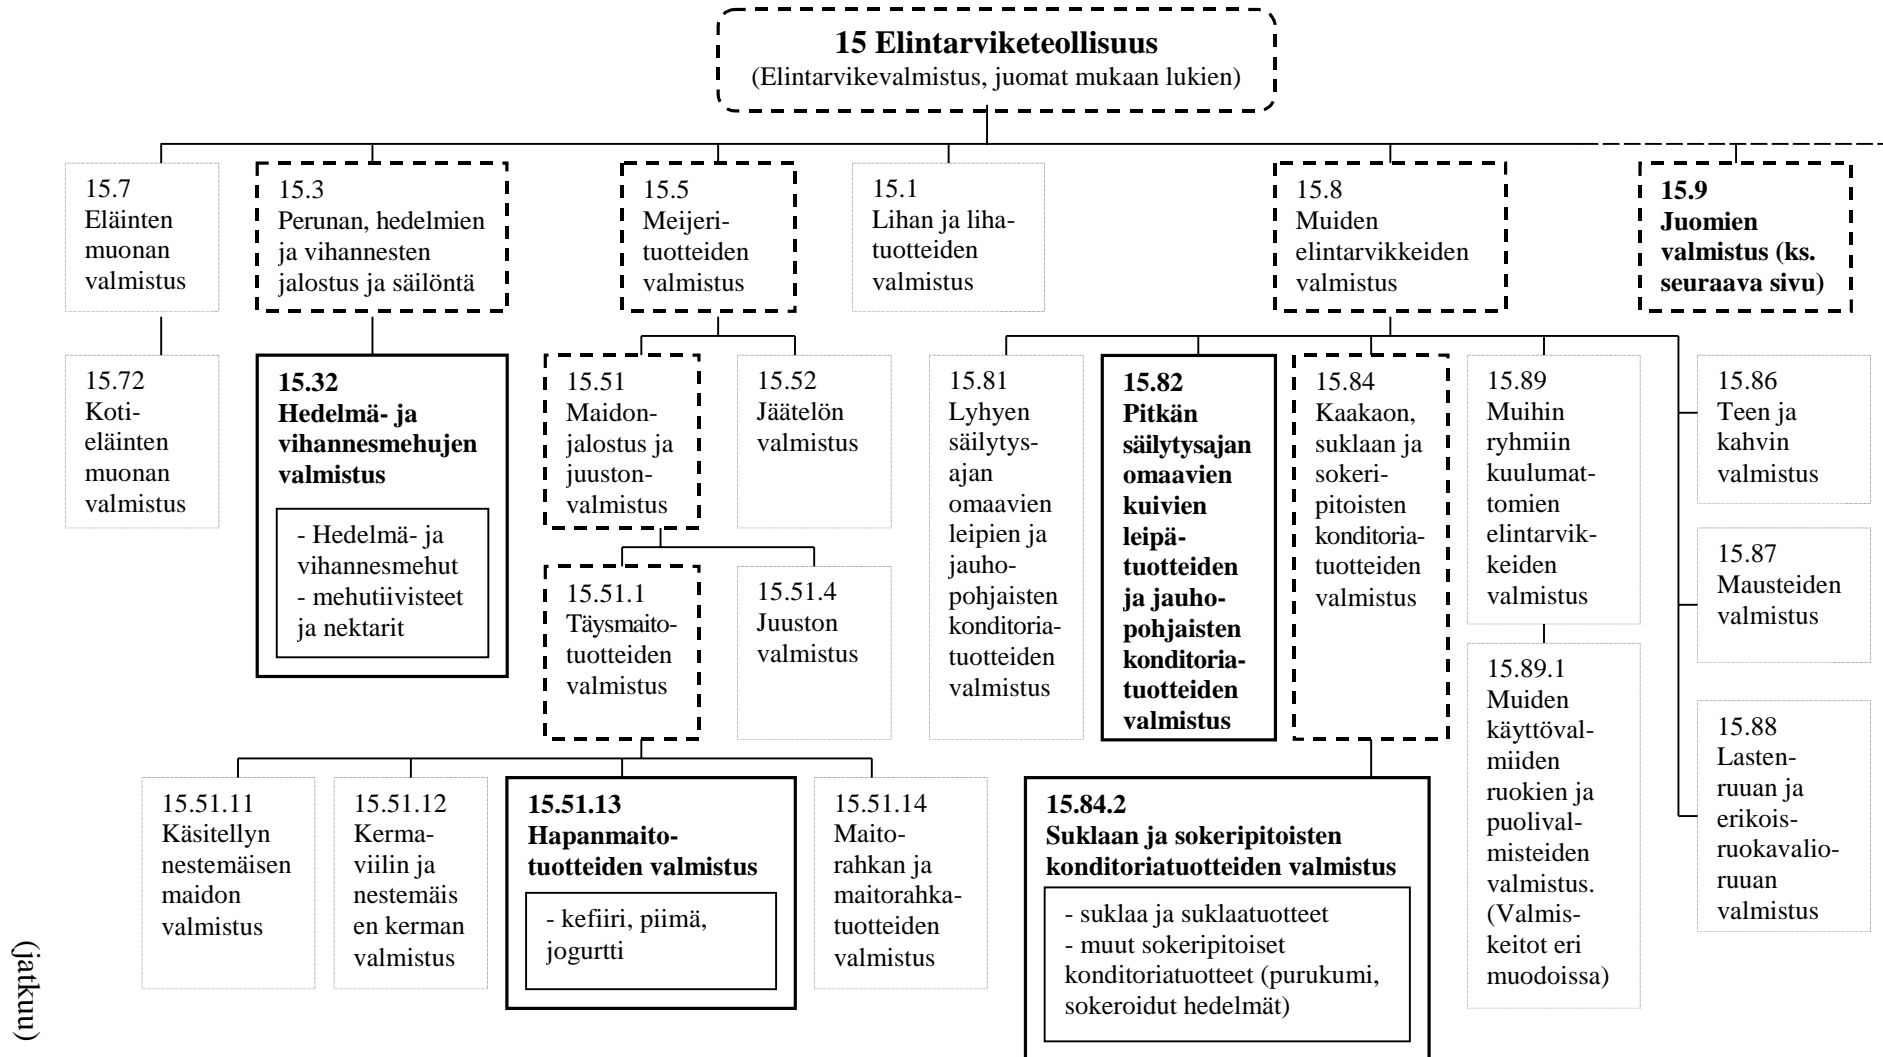 15 Elintarviketeollisuus
(Elintarvikevalmistus, juomat mukaan lukien)
15.7
Eläinten
muonan
valmistus
15.3
Perunan, hedelmien
ja vihannesten
jalostus ja säilöntä
15.5
Meijeri-
tuotteiden
valmistus
15.1
Lihan ja liha-
tuotteiden
valmistus
15.8
Muiden
elintarvikkeiden
valmistus
15.9
Juomien
valmistus (ks.
seuraava sivu)
15.72
Koti-
eläinten
muonan
valmistus
15.32
Hedelmä- ja
vihannesmehujen
valmistus
- Hedelmä- ja
vihannesmehut
- mehutiivisteet
ja nektarit
15.51
Maidon-
jalostus ja
juuston-
valmistus
15.52
Jäätelön
valmistus
15.81
Lyhyen
säilytys-
ajan
omaavien
leipien ja
jauho-
pohjaisten
konditoria-
tuotteiden
valmistus
15.82
Pitkän
säilytysajan
omaavien
kuivien
leipä-
tuotteiden
ja jauho-
pohjaisten
konditoria-
tuotteiden
valmistus
15.84
Kaakaon,
suklaan ja
sokeri-
pitoisten
konditoria-
tuotteiden
valmistus
15.89
Muihin
ryhmiin
kuulumat-
tomien
elintarvik-
keiden
valmistus
15.86
Teen ja
kahvin
valmistus
15.87
Mausteiden
valmistus
15.88
Lasten-
ruuan ja
erikois-
ruokavalio-
ruuan
valmistus
15.51.1
Täysmaito-
tuotteiden
valmistus
15.51.4
Juuston
valmistus
15.89.1
Muiden
käyttöval-
miiden
ruokien ja
puolival-
misteiden
valmistus.
(Valmis-
keitot eri
muodoissa)
15.51.11
Käsitellyn
nestemäisen
maidon
valmistus
15.51.12
Kerma-
viilin ja
nestemäis
en kerman
valmistus
15.51.13
Hapanmaito-
tuotteiden valmistus
- kefiiri, piimä,
jogurtti
15.51.14
Maito-
rahkan ja
maitorahka-
tuotteiden
valmistus
15.84.2
Suklaan ja sokeripitoisten
konditoriatuotteiden valmistus
- suklaa ja suklaatuotteet
- muut sokeripitoiset
konditoriatuotteet (purukumi,
sokeroidut hedelmät)
(jatkuu)